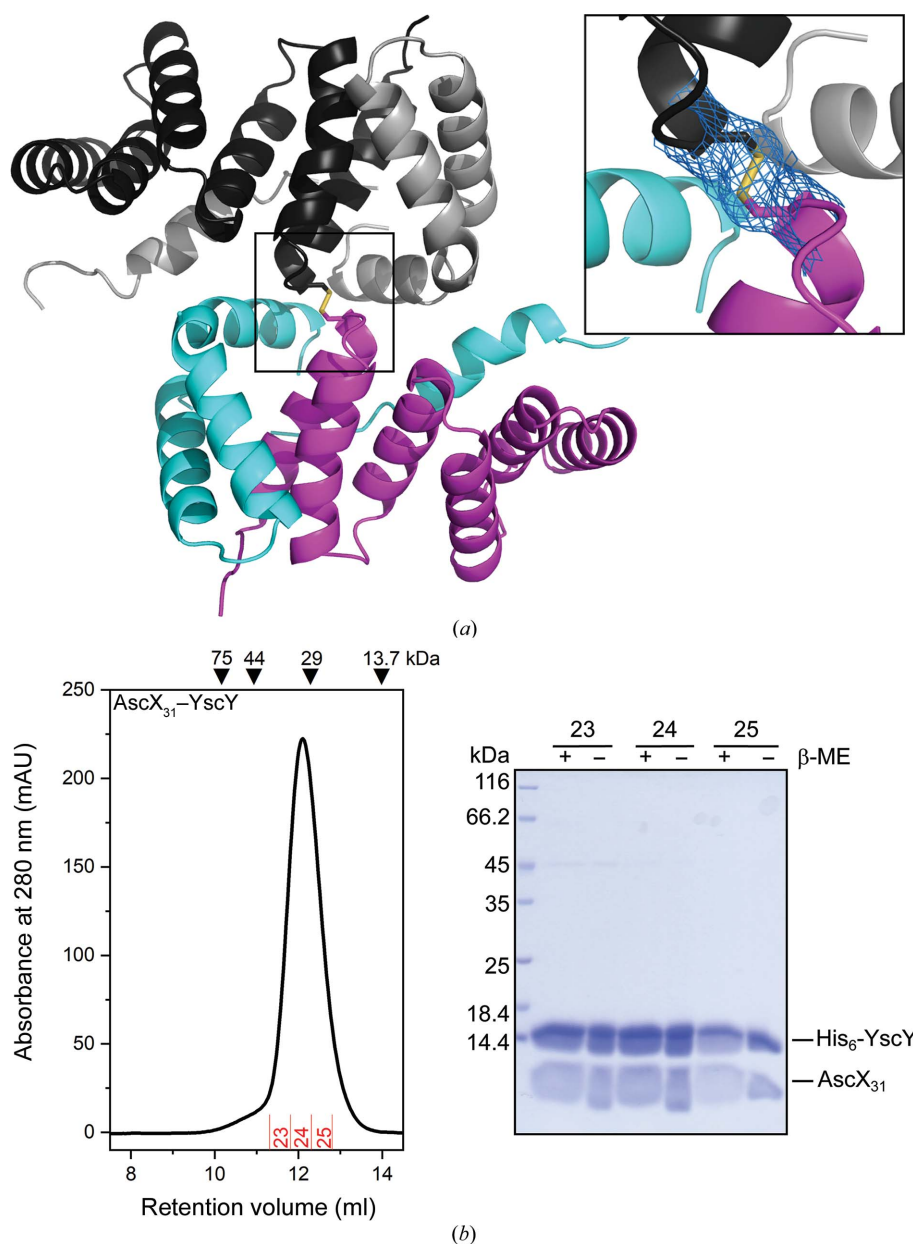 (a)
75 44 29 13.7 kDa
AscX31–YscY
250
200
150
100
50
0
Absorbance at 280 nm (mAU)
23 24 25
8 10 12 14
Retention volume (ml)
23 24 25
kDa + – + – + – β-ME
116
66.2
45
35
25
18.4
14.4
His6-YscY
AscX31
(b)